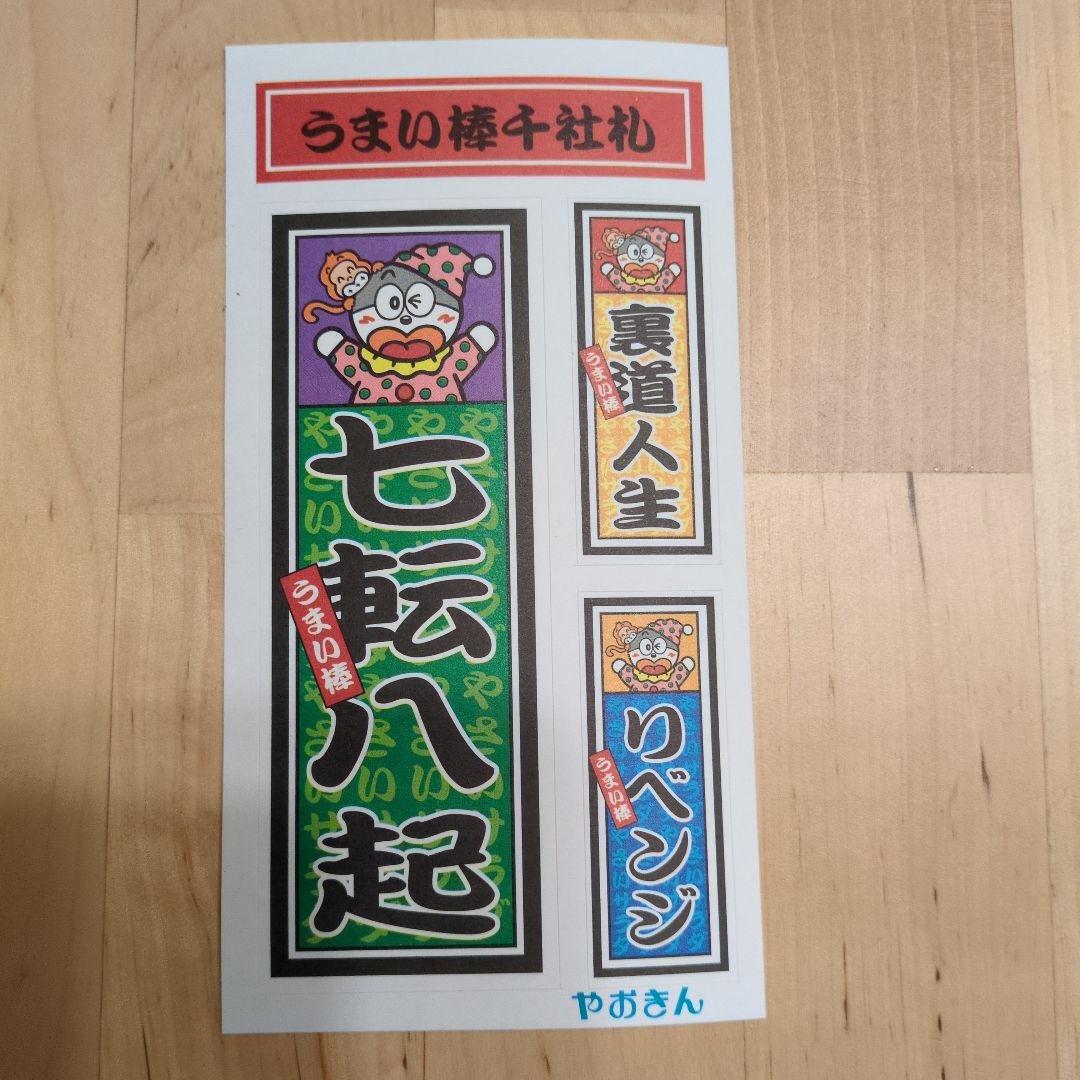 うまい棒千社札
七転八起
うまい棒
裏道人生
うまい棒
リベンジ
うまい棒
やおきん